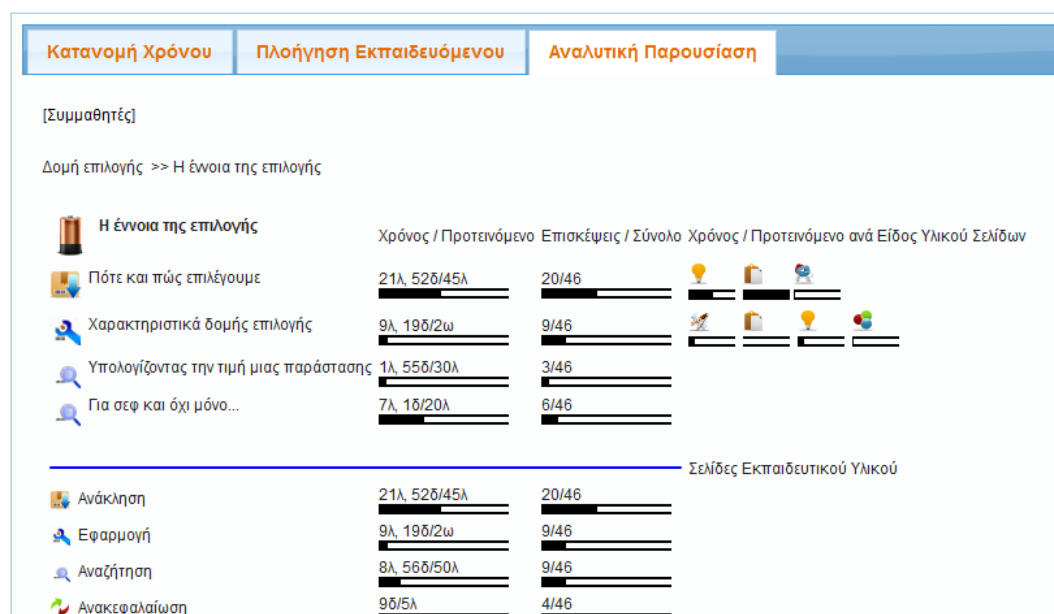 Κατανομή Χρόνου Πλοήγηση Εκπαιδευόμενου Αναλυτική Παρουσίαση
[Συμμαθητές]
Δομή επιλογής >> Η έννοια της επιλογής
Η έννοια της επιλογής Χρόνος / Προτεινόμενο Επισκέψεις / Σύνολο Χρόνος / Προτεινόμενο ανά Είδος Υλικού Σελίδων
Πότε και πώς επιλέγουμε 21λ, 52δ/45λ 20/46
Χαρακτηριστικά δομής επιλογής 9λ, 19δ/2ω 9/46
Υπολογίζοντας την τιμή μιας παράστασης 1λ, 55δ/30λ 3/46
Για σεφ και όχι μόνο... 7λ, 1δ/20λ 6/46
Σελίδες Εκπαιδευτικού Υλικού
Ανάκληση 21λ, 52δ/45λ 20/46
Εφαρμογή 9λ, 19δ/2ω 9/46
Αναζήτηση 8λ, 56δ/50λ 9/46
Ανακεφαλαίωση 9δ/5λ 4/46